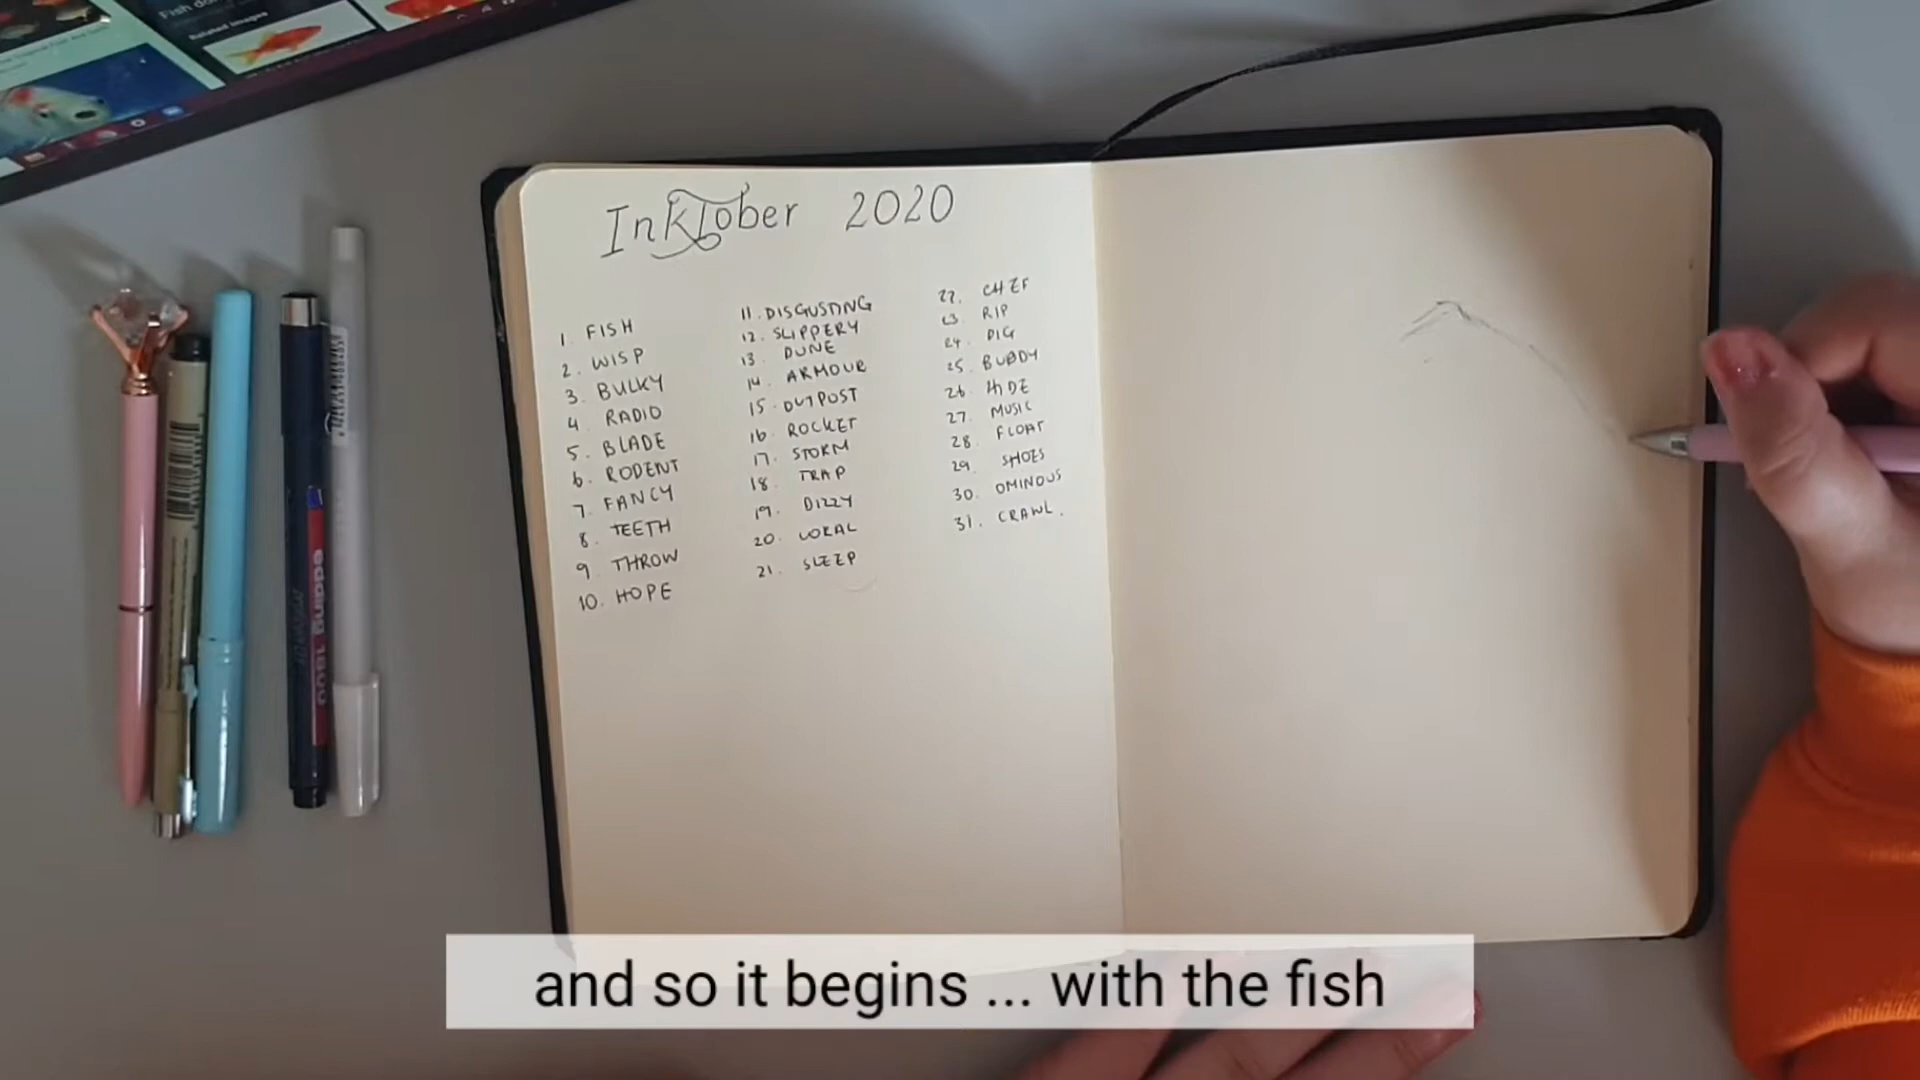 Fish
Related images
InkTober 2020
1. FISH
2. WISP
3. BULKY
4. RADIO
5. BLADE
6. RODENT
7. FANCY
8. TEETH
9. THROW
10. HOPE
11. DISGUSTING
12. SLIPPERY
13. DUNE
14. ARMOUR
15. OUTPOST
16. ROCKET
17. STORM
18. TRAP
19. DIZZY
20. CORAL
21. SLEEP
22. CHEF
23. RIP
24. DIG
25. BUDDY
26. HIDE
27. MUSIC
28. FLOAT
29. SHOES
30. OMINOUS
31. CRAWL.
edding 1800
and so it begins ... with the fish